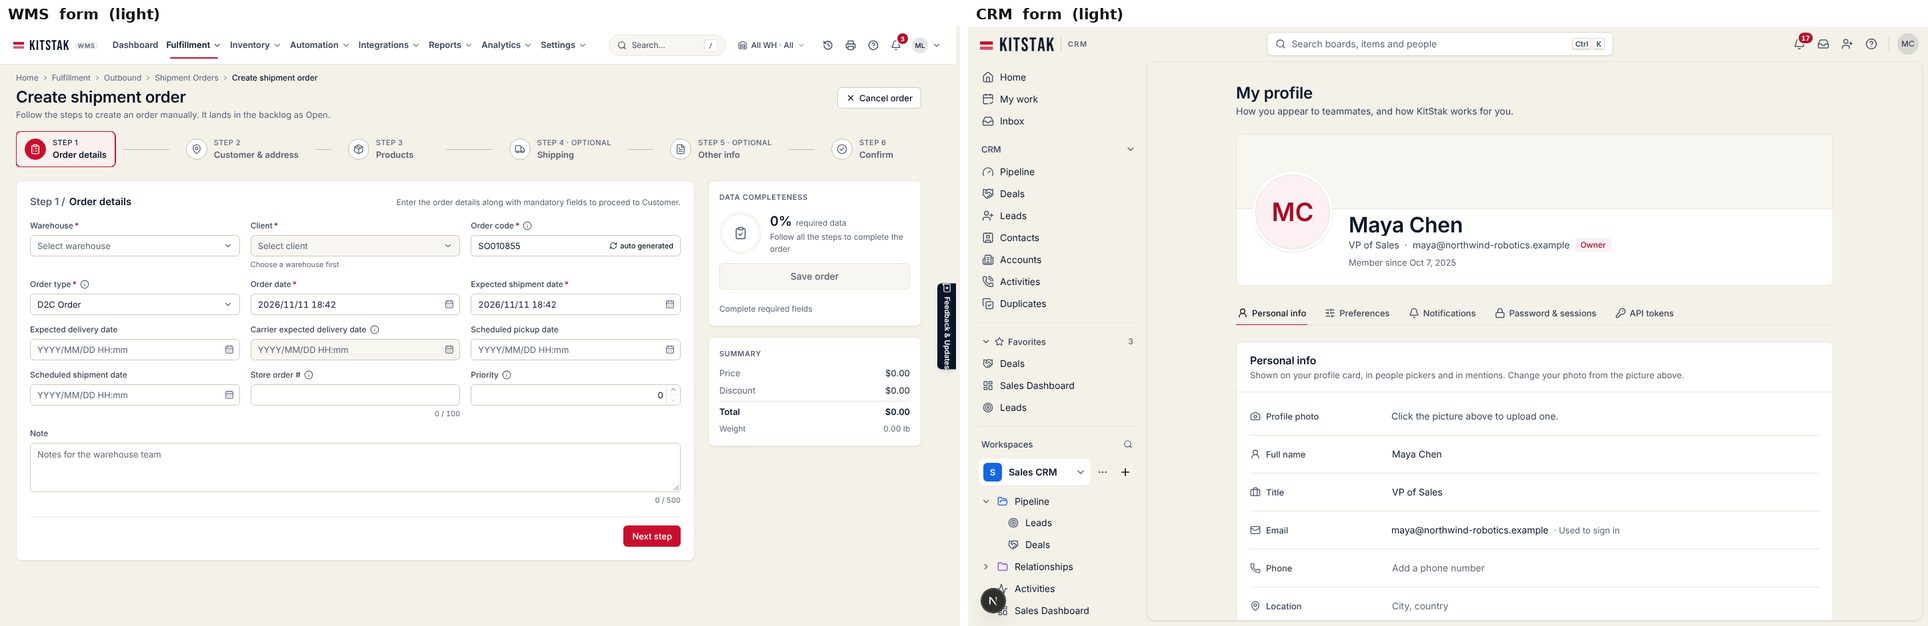 WMS form (light)
KITSTAK WMS Dashboard Fulfillment Inventory Automation Integrations Reports Analytics Settings Search... / All WH · All 3 ML
Home > Fulfillment > Outbound > Shipment Orders > Create shipment order
Create shipment order
Cancel order
Follow the steps to create an order manually. It lands in the backlog as Open.
STEP 1
Order details
STEP 2
Customer & address
STEP 3
Products
STEP 4 · OPTIONAL
Shipping
STEP 5 · OPTIONAL
Other info
STEP 6
Confirm
Step 1 / Order details
Enter the order details along with mandatory fields to proceed to Customer.
Warehouse *
Select warehouse
Client *
Select client
Choose a warehouse first
Order code *
SO010855 auto generated
Order type *
D2C Order
Order date *
2026/11/11 18:42
Expected shipment date *
2026/11/11 18:42
Expected delivery date
YYYY/MM/DD HH:mm
Carrier expected delivery date
YYYY/MM/DD HH:mm
Scheduled pickup date
YYYY/MM/DD HH:mm
Scheduled shipment date
YYYY/MM/DD HH:mm
Store order #
0 / 100
Priority
0
Note
Notes for the warehouse team
0 / 500
Next step
DATA COMPLETENESS
0% required data
Follow all the steps to complete the
order
Save order
Complete required fields
SUMMARY
Price $0.00
Discount $0.00
Total $0.00
Weight 0.00 lb
Feedback & Updates
CRM form (light)
KITSTAK CRM
Search boards, items and people Ctrl K
17
MC
Home
My work
Inbox
CRM
Pipeline
Deals
Leads
Contacts
Accounts
Activities
Duplicates
Favorites 3
Deals
Sales Dashboard
Leads
Workspaces
S Sales CRM
Pipeline
Leads
Deals
Relationships
Activities
N
Sales Dashboard
My profile
How you appear to teammates, and how KitStak works for you.
MC
Maya Chen
VP of Sales · maya@northwind-robotics.example Owner
Member since Oct 7, 2025
Personal info Preferences Notifications Password & sessions API tokens
Personal info
Shown on your profile card, in people pickers and in mentions. Change your photo from the picture above.
Profile photo Click the picture above to upload one.
Full name Maya Chen
Title VP of Sales
Email maya@northwind-robotics.example · Used to sign in
Phone Add a phone number
Location City, country